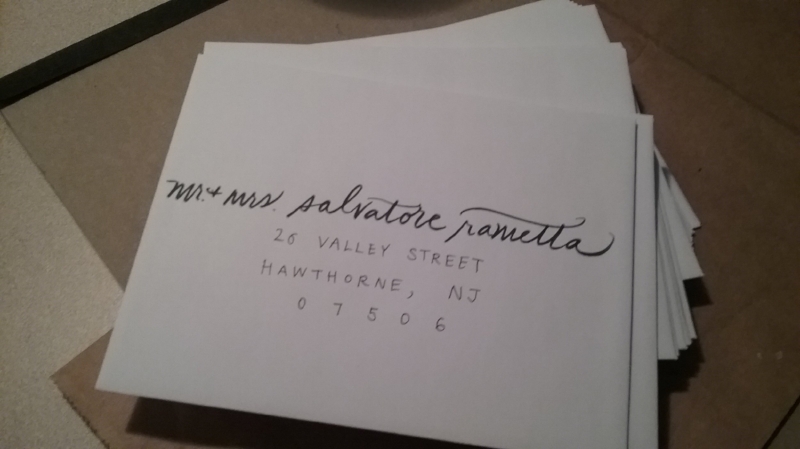 mr. + mrs. salvatore rametta
26 VALLEY STREET
HAWTHORNE, NJ
07506